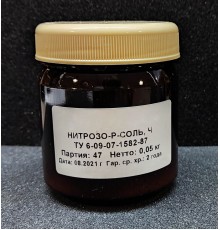 НИТРОЗО-Р-СОЛЬ, Ч
ТУ 6-09-07-1582-87
Партия: 47 Нетто: 0,05 кг
Дата: 08.2021 г Гар. ср. хр.: 2 года